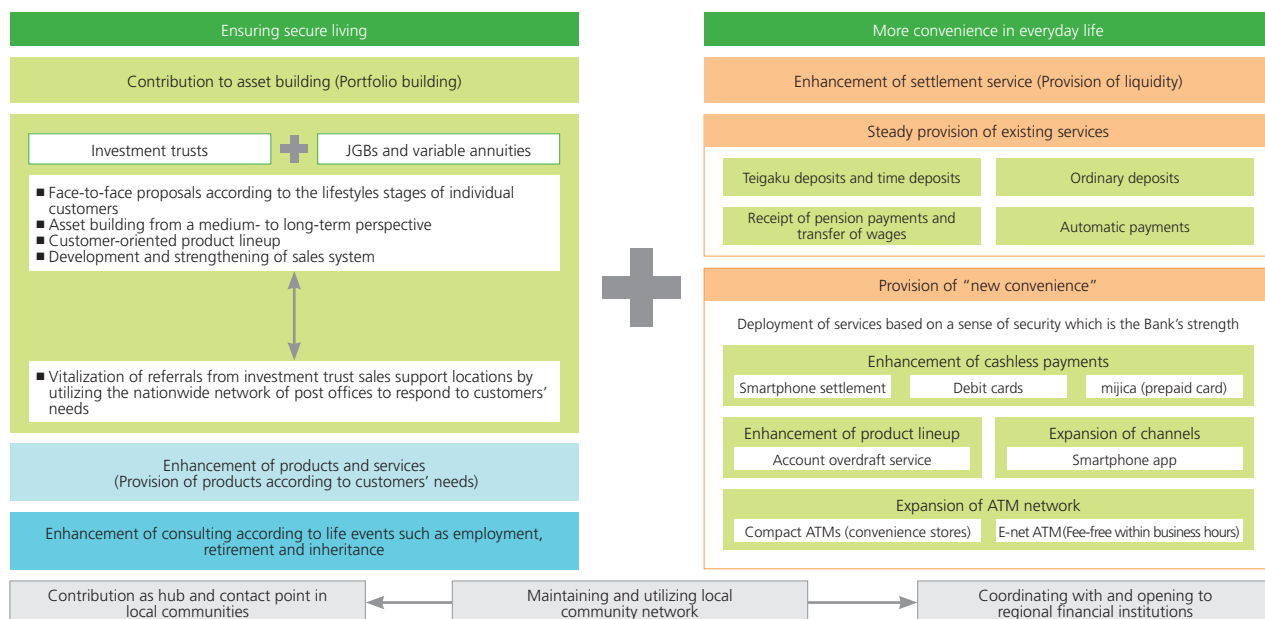 Ensuring secure living
Contribution to asset building (Portfolio building)
Investment trusts
JGBs and variable annuities
■ Face-to-face proposals according to the lifestyles stages of individual
customers
■ Asset building from a medium- to long-term perspective
■ Customer-oriented product lineup
■ Development and strengthening of sales system
■ Vitalization of referrals from investment trust sales support locations by
utilizing the nationwide network of post offices to respond to customers'
needs
Enhancement of products and services
(Provision of products according to customers' needs)
Enhancement of consulting according to life events such as employment,
retirement and inheritance
More convenience in everyday life
Enhancement of settlement service (Provision of liquidity)
Steady provision of existing services
Teigaku deposits and time deposits
Ordinary deposits
Receipt of pension payments and
transfer of wages
Automatic payments
Provision of “new convenience”
Deployment of services based on a sense of security which is the Bank's strength
Enhancement of cashless payments
Smartphone settlement
Debit cards
mijica (prepaid card)
Enhancement of product lineup
Account overdraft service
Expansion of channels
Smartphone app
Expansion of ATM network
Compact ATMs (convenience stores)
E-net ATM(Fee-free within business hours)
Contribution as hub and contact point in
local communities
Maintaining and utilizing local
community network
Coordinating with and opening to
regional financial institutions